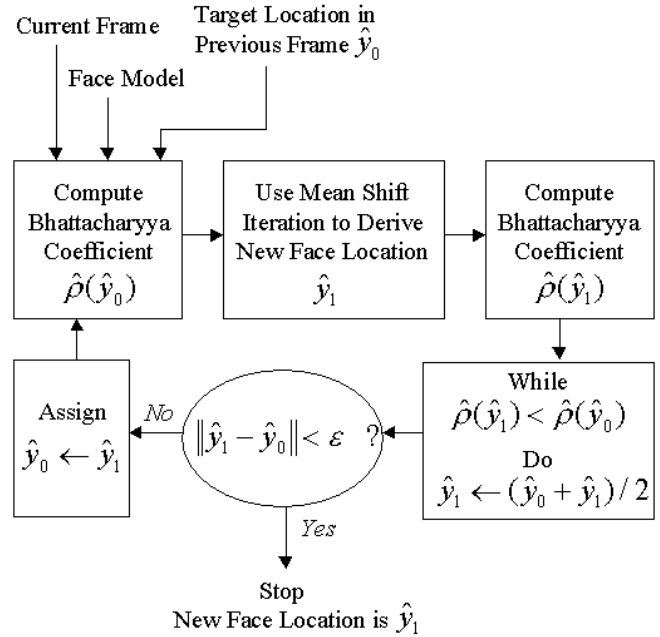 Current Frame
Target Location in
Previous Frame ŷ₀
Face Model
Compute
Bhattacharyya
Coefficient
ρ̂(ŷ₀)
Use Mean Shift
Iteration to Derive
New Face Location
ŷ₁
Compute
Bhattacharyya
Coefficient
ρ̂(ŷ₁)
While
ρ̂(ŷ₁) < ρ̂(ŷ₀)
Do
ŷ₁ ← (ŷ₀ + ŷ₁) / 2
‖ŷ₁ − ŷ₀‖ < ε ?
No
Assign
ŷ₀ ← ŷ₁
Yes
Stop
New Face Location is ŷ₁